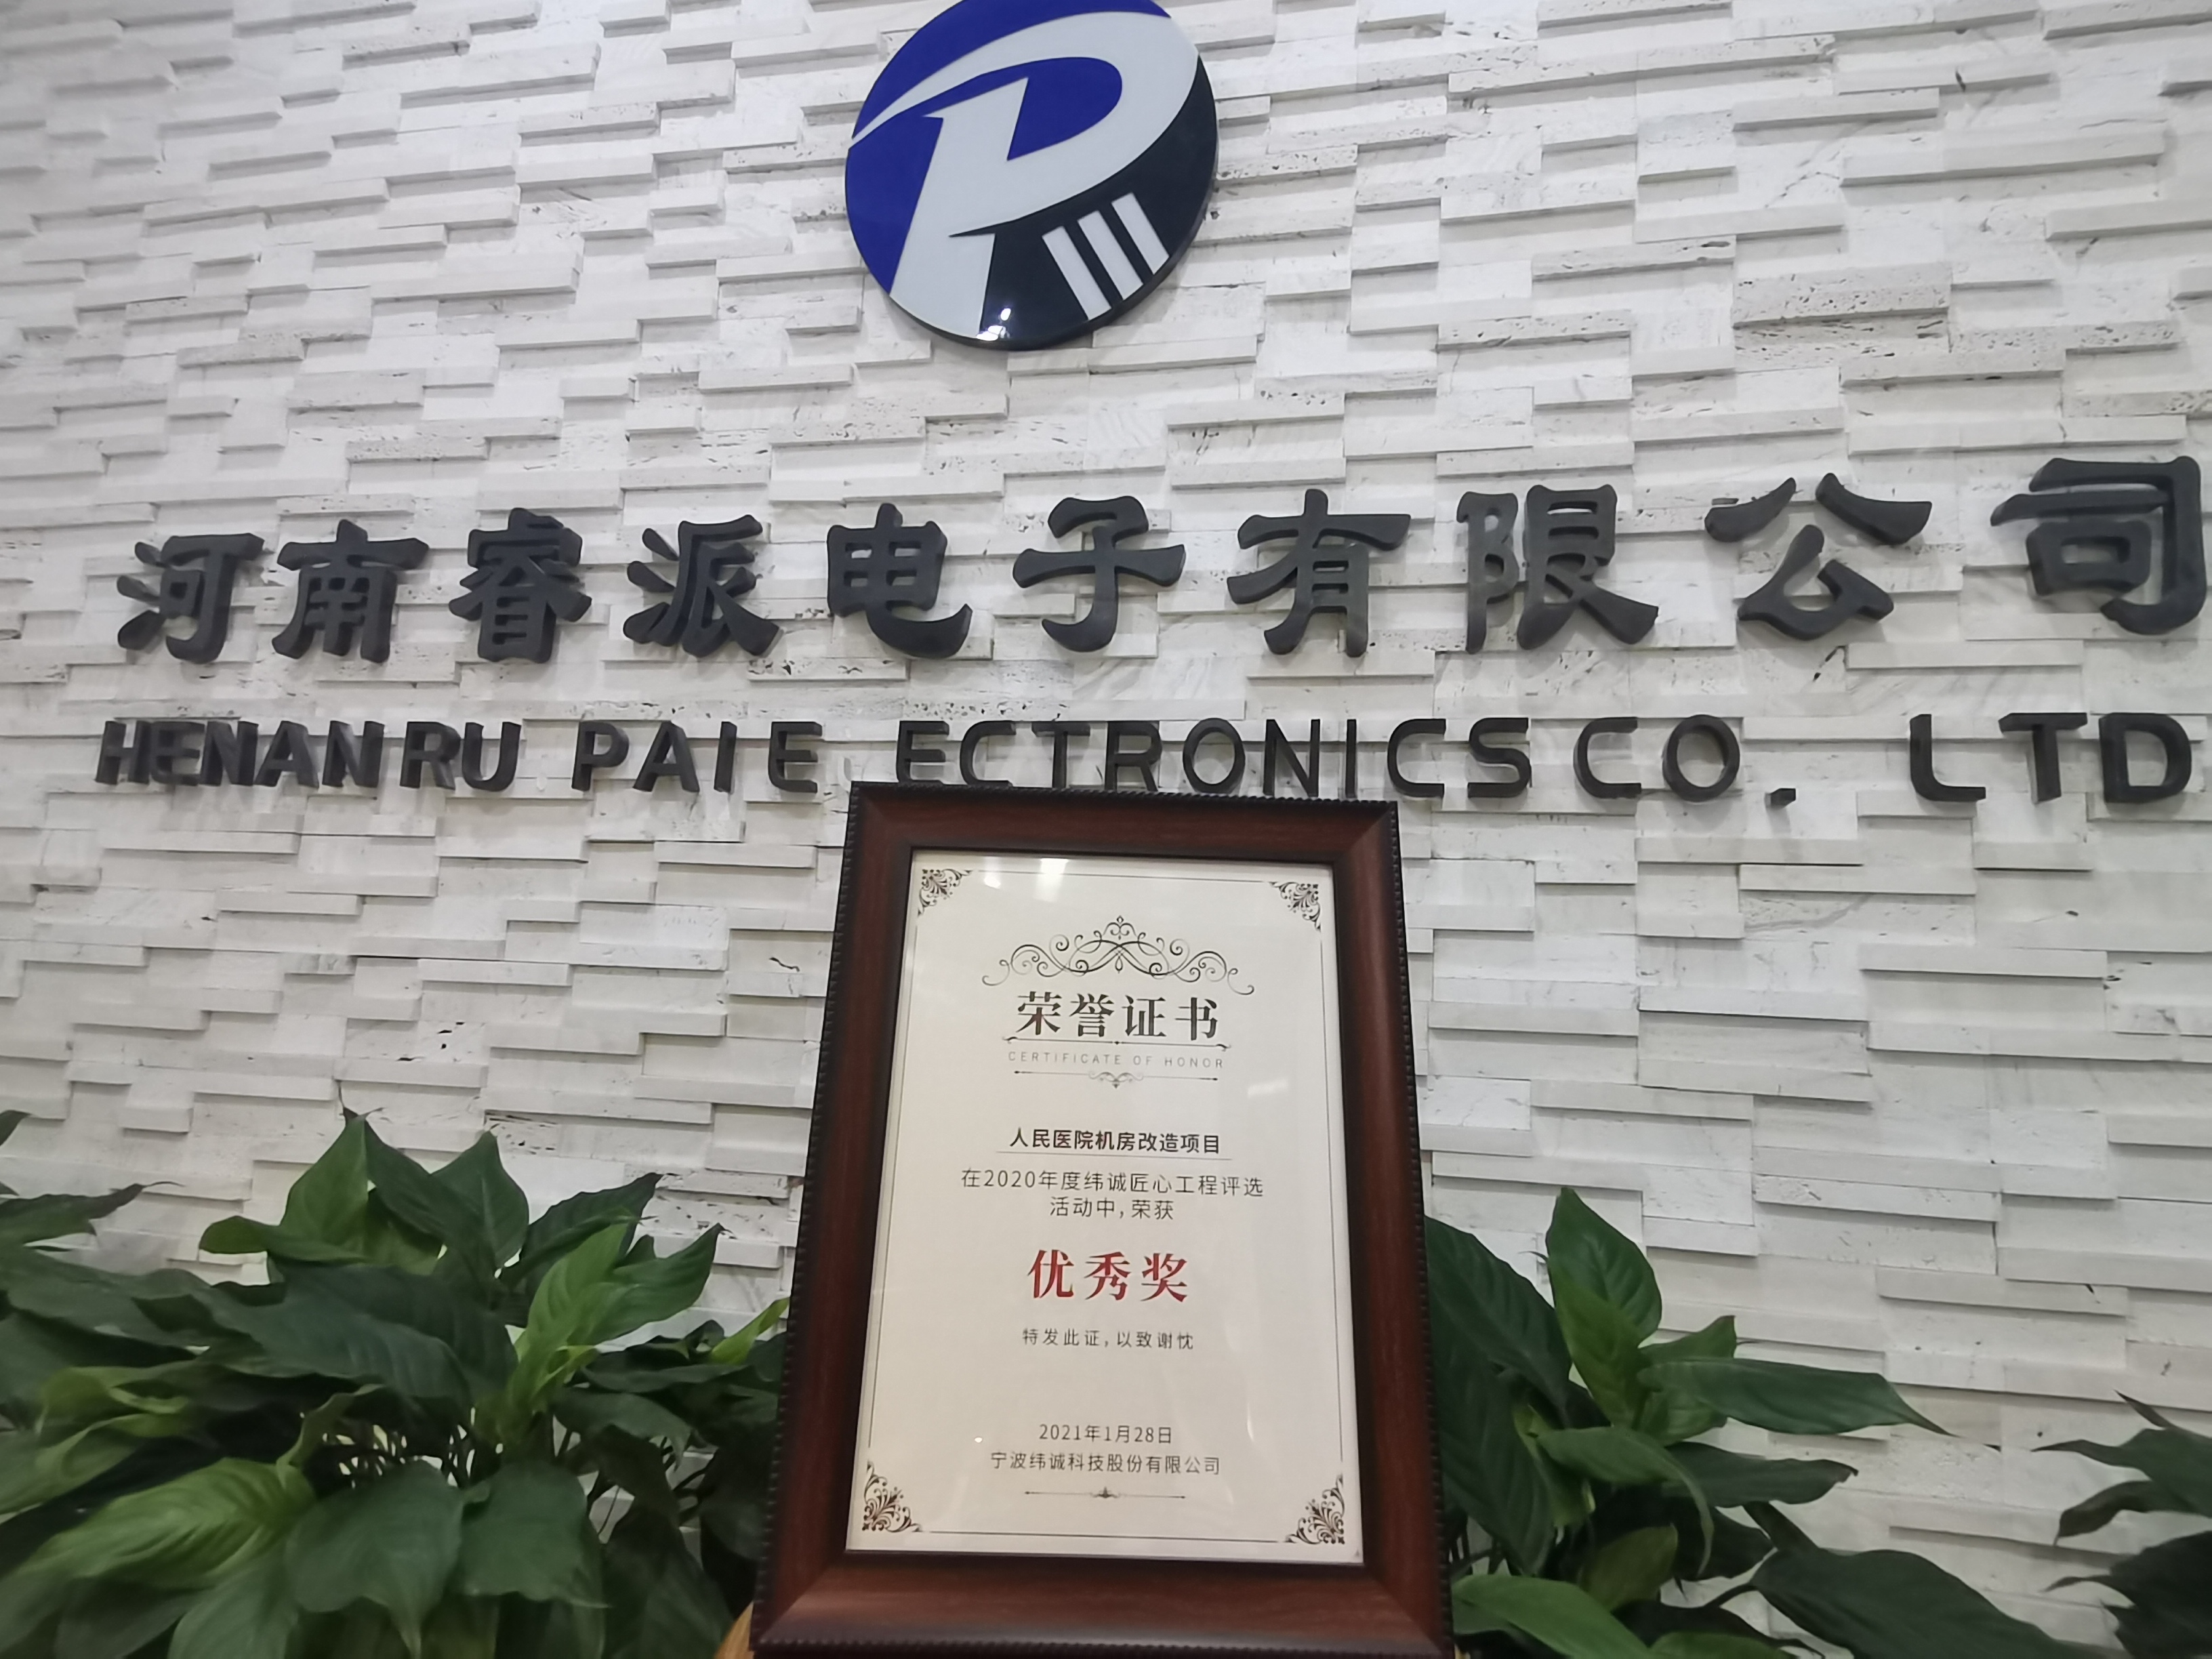 河南睿派电子有限公司
HENAN RU PAI E ECTRONICS CO. LTD
荣誉证书
CERTIFICATE OF HONOR
人民医院机房改造项目
在2020年度纬诚匠心工程评选
活动中,荣获
优秀奖
特发此证,以致谢忱
2021年1月28日
宁波纬诚科技股份有限公司